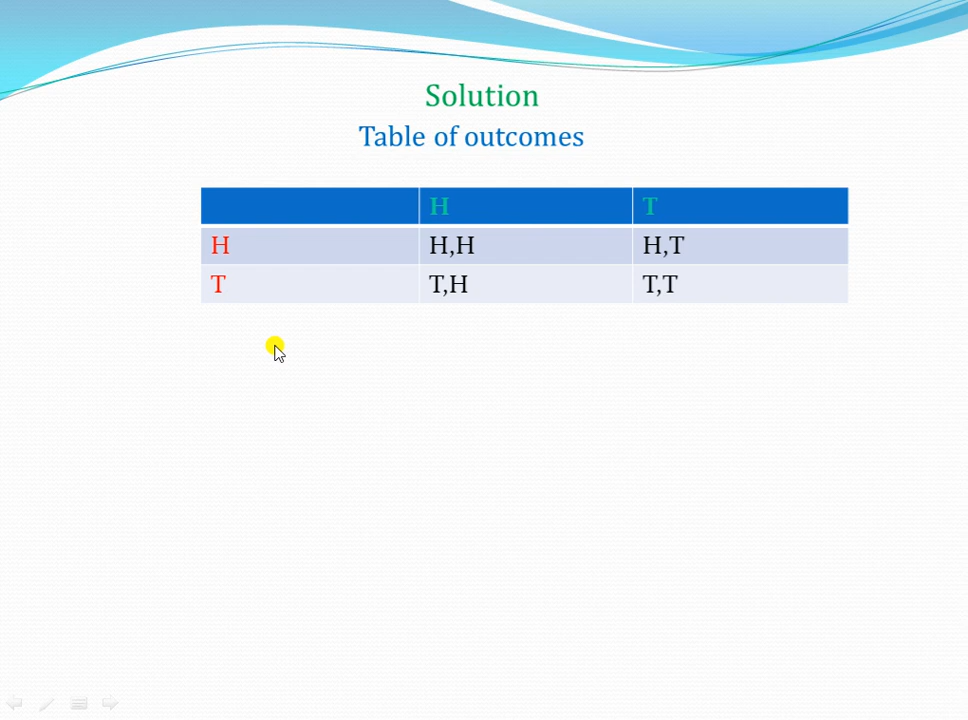 Solution
Table of outcomes
H T
H H,H H,T
T T,H T,T